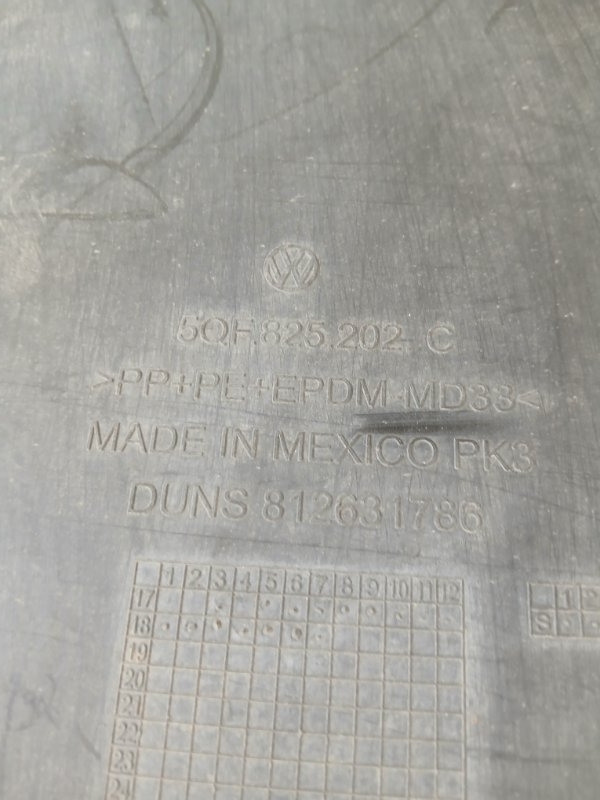 VW
5QF.825.202 C
>PP+PE+EPDM-MD33<
MADE IN MEXICO PK3
DUNS 812631786
1 2 3 4 5 6 7 8 9 10 11 12
17
18
19
20
21
22
23
24
1 2
S